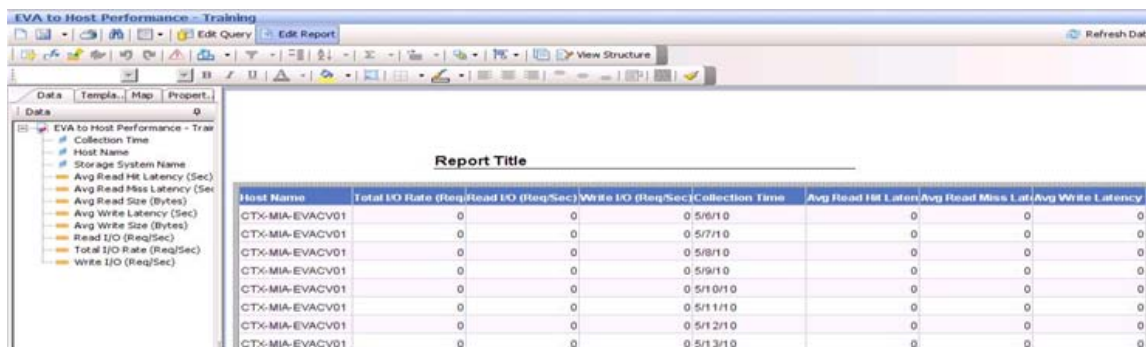 EVA to Host Performance - Training
Edit Query Edit Report Refresh Dat
View Structure
B I U A
Data Templa.. Map Propert..
Data
EVA to Host Performance - Train
Collection Time
Host Name
Storage System Name
Avg Read Hit Latency (Sec)
Avg Read Miss Latency (Sec
Avg Read Size (Bytes)
Avg Write Latency (Sec)
Avg Write Size (Bytes)
Read I/O (Req/Sec)
Total I/O Rate (Req/Sec)
Write I/O (Req/Sec)
Report Title
Host Name Total I/O Rate (Req Read I/O (Req/Sec) Write I/O (Req/Sec) Collection Time Avg Read Hit Laten Avg Read Miss Lat Avg Write Latency
CTX-MIA-EVACV01 0 0 0 5/6/10 0 0 0
CTX-MIA-EVACV01 0 0 0 5/7/10 0 0 0
CTX-MIA-EVACV01 0 0 0 5/8/10 0 0 0
CTX-MIA-EVACV01 0 0 0 5/9/10 0 0 0
CTX-MIA-EVACV01 0 0 0 5/10/10 0 0 0
CTX-MIA-EVACV01 0 0 0 5/11/10 0 0 0
CTX-MIA-EVACV01 0 0 0 5/12/10 0 0 0
CTX-MIA-EVACV01 0 0 0 5/13/10 0 0 0